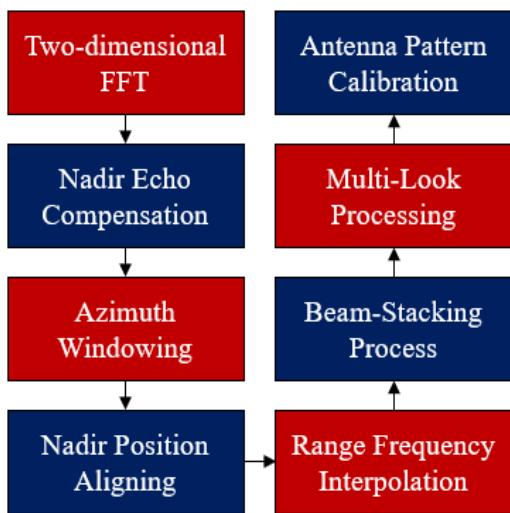 Two-dimensional
FFT
Nadir Echo
Compensation
Azimuth
Windowing
Nadir Position
Aligning
Range Frequency
Interpolation
Beam-Stacking
Process
Multi-Look
Processing
Antenna Pattern
Calibration